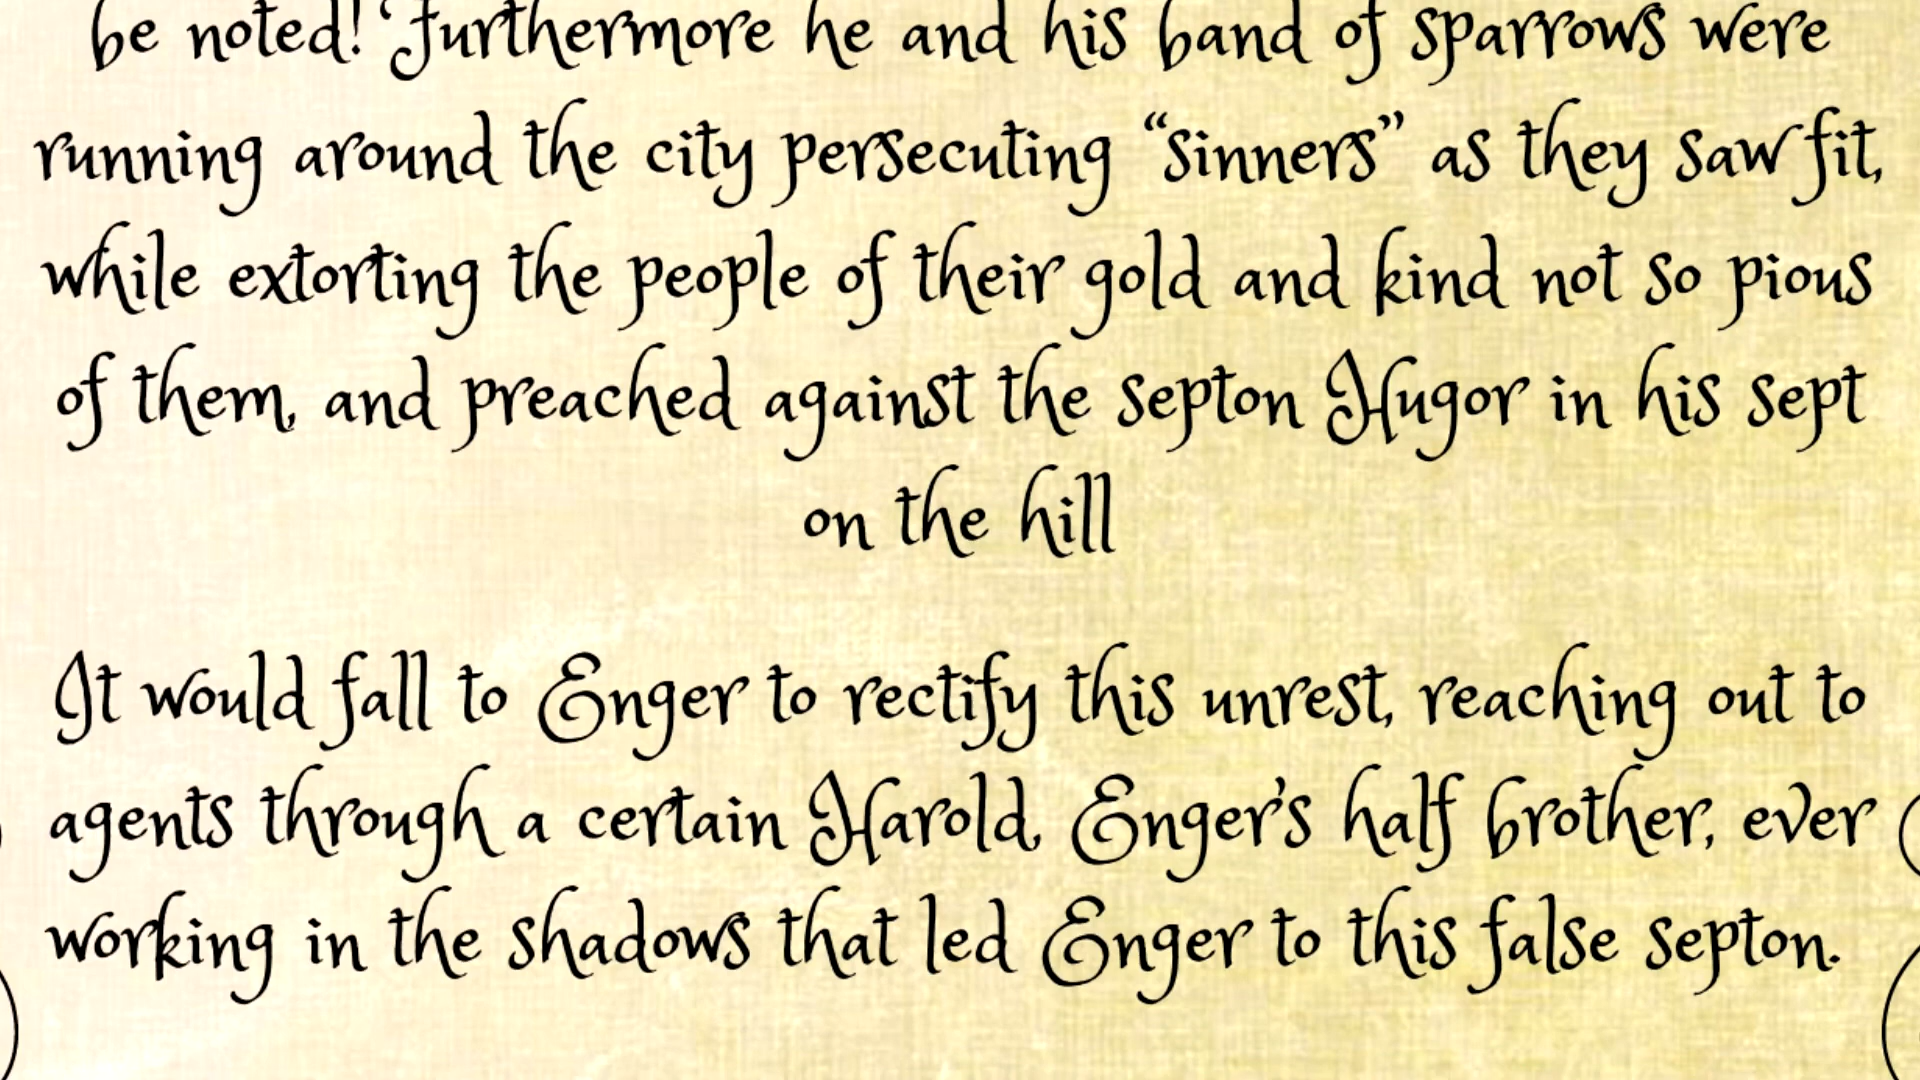 be noted! Furthermore he and his band of sparrows were
running around the city persecuting “sinners” as they saw fit,
while extorting the people of their gold and kind not so pious
of them, and preached against the septon Hugor in his sept
on the hill
It would fall to Enger to rectify this unrest, reaching out to
agents through a certain Harold, Enger's half brother, ever
working in the shadows that led Enger to this false septon.